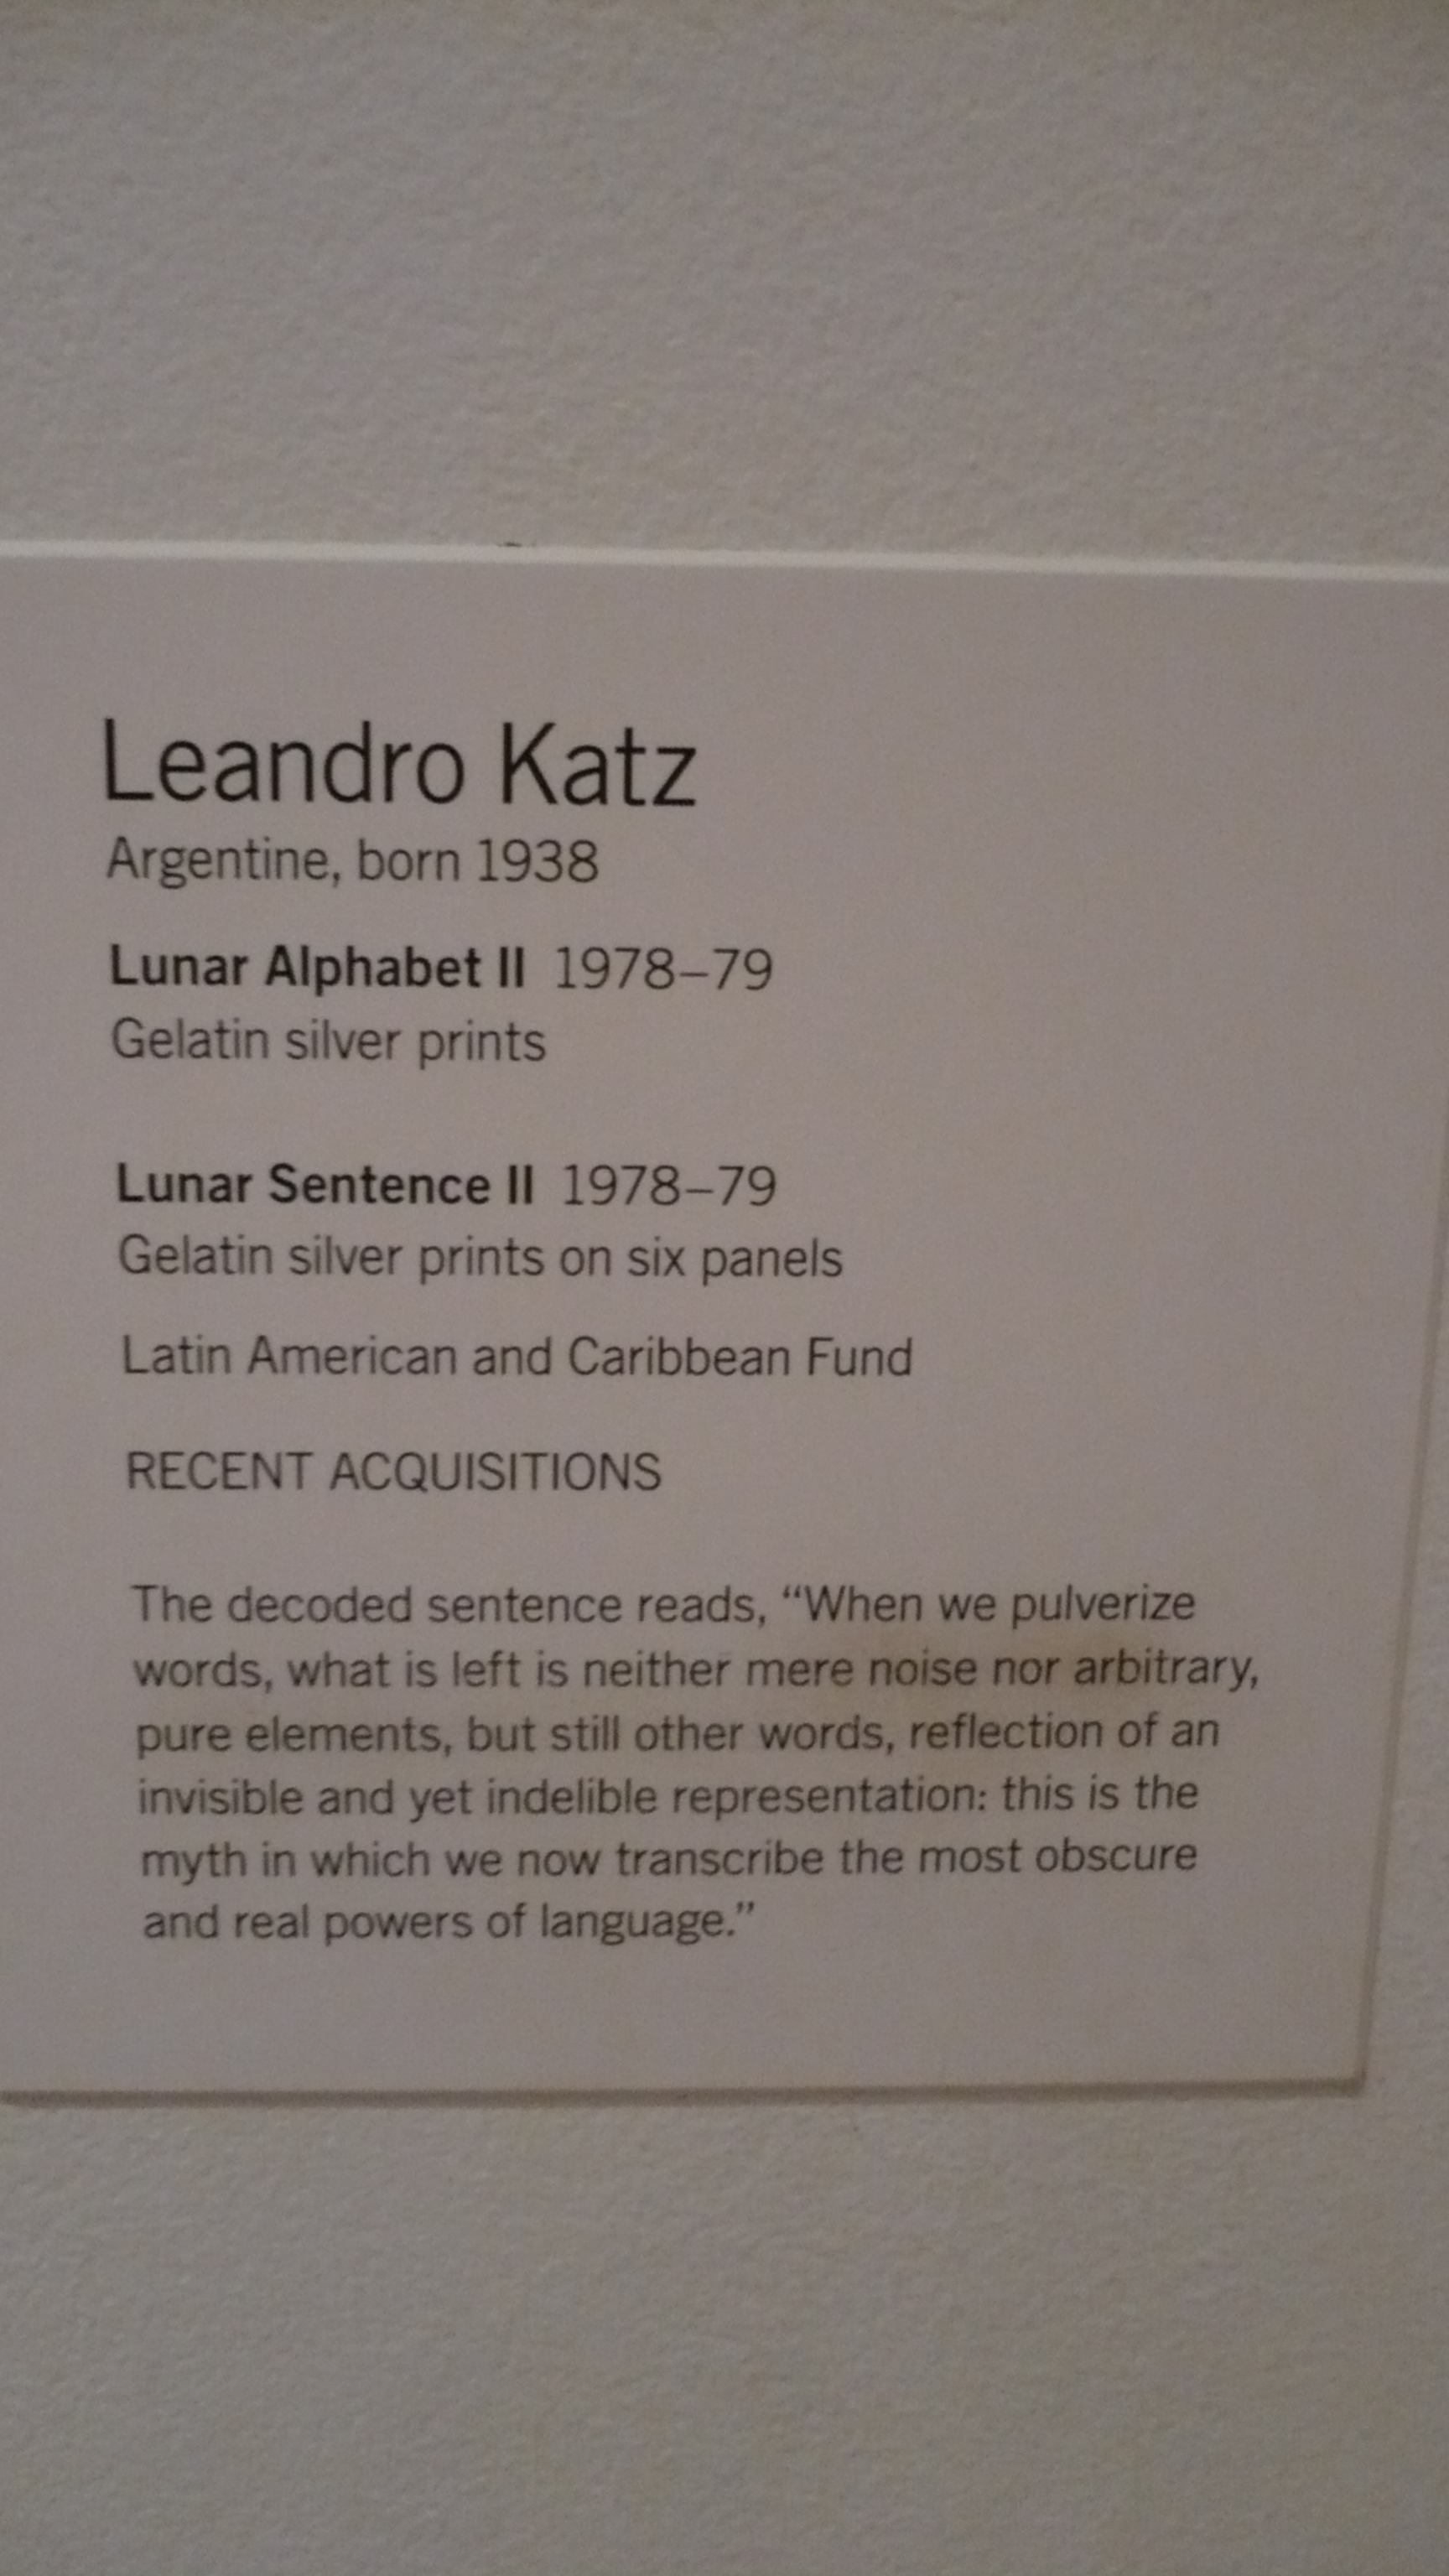 Leandro Katz
Argentine, born 1938
Lunar Alphabet II 1978–79
Gelatin silver prints
Lunar Sentence II 1978–79
Gelatin silver prints on six panels
Latin American and Caribbean Fund
RECENT ACQUISITIONS
The decoded sentence reads, “When we pulverize
words, what is left is neither mere noise nor arbitrary,
pure elements, but still other words, reflection of an
invisible and yet indelible representation: this is the
myth in which we now transcribe the most obscure
and real powers of language.”